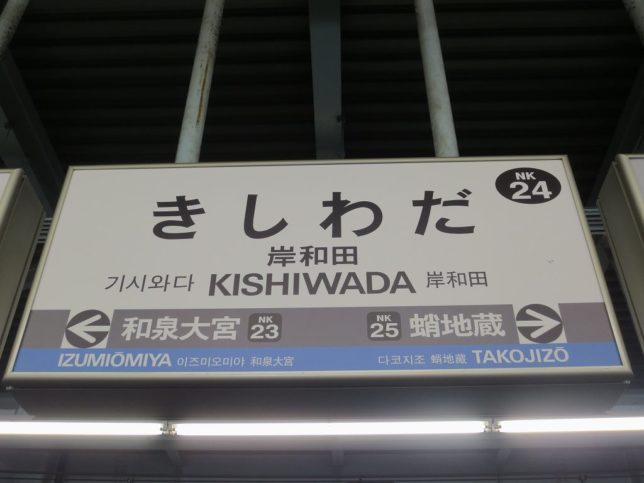 NK
24
きしわだ
岸和田
기시와다 KISHIWADA 岸和田
和泉大宮 NK 23 NK 25 蛸地蔵
IZUMIŌMIYA 이즈미오미야 和泉大宮 다코지조 蛸地藏 TAKOJIZŌ